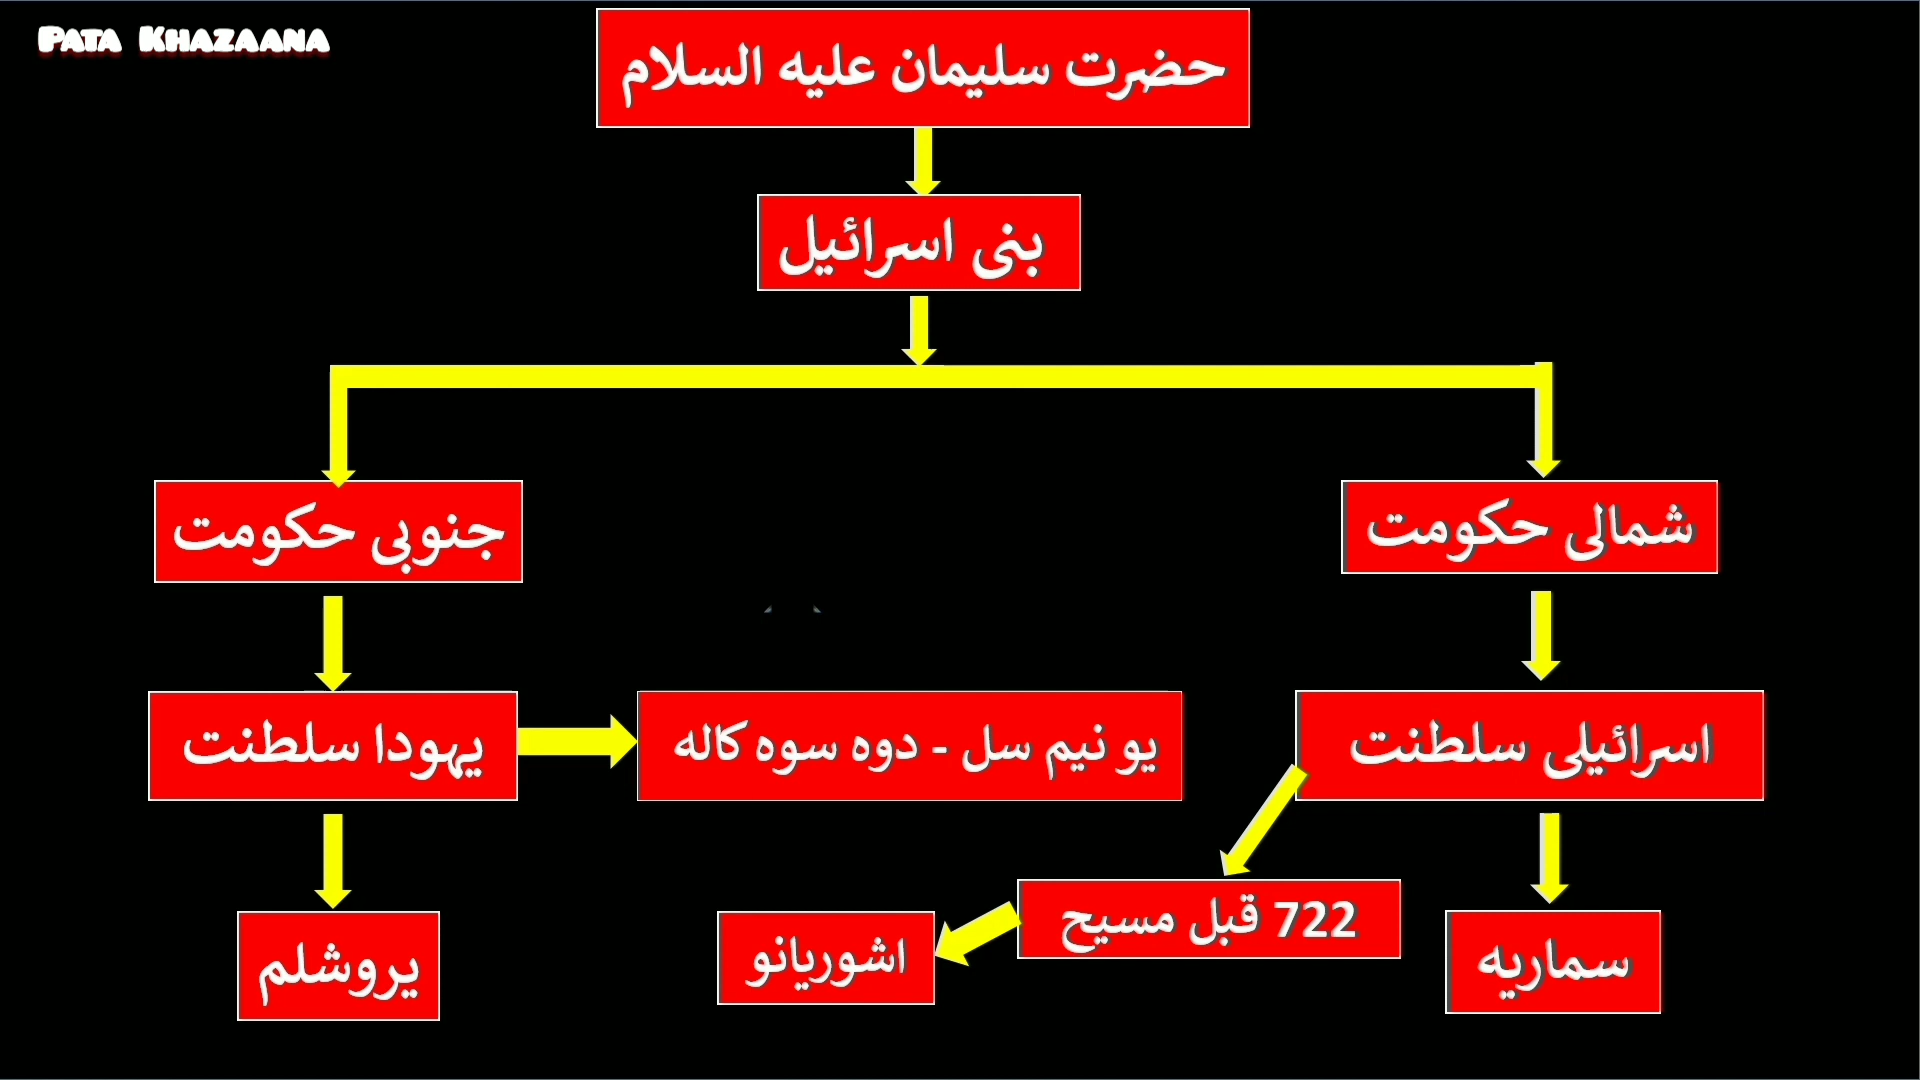 PATA KHAZAANA
حضرت سلیمان علیه السلام
بنی اسرائیل
شمالی حکومت
جنوبی حکومت
اسرائیلی سلطنت
یو نیم سل - دوه سوه کاله
یهودا سلطنت
722 قبل مسیح
سماریه
اشوریانو
یروشلم